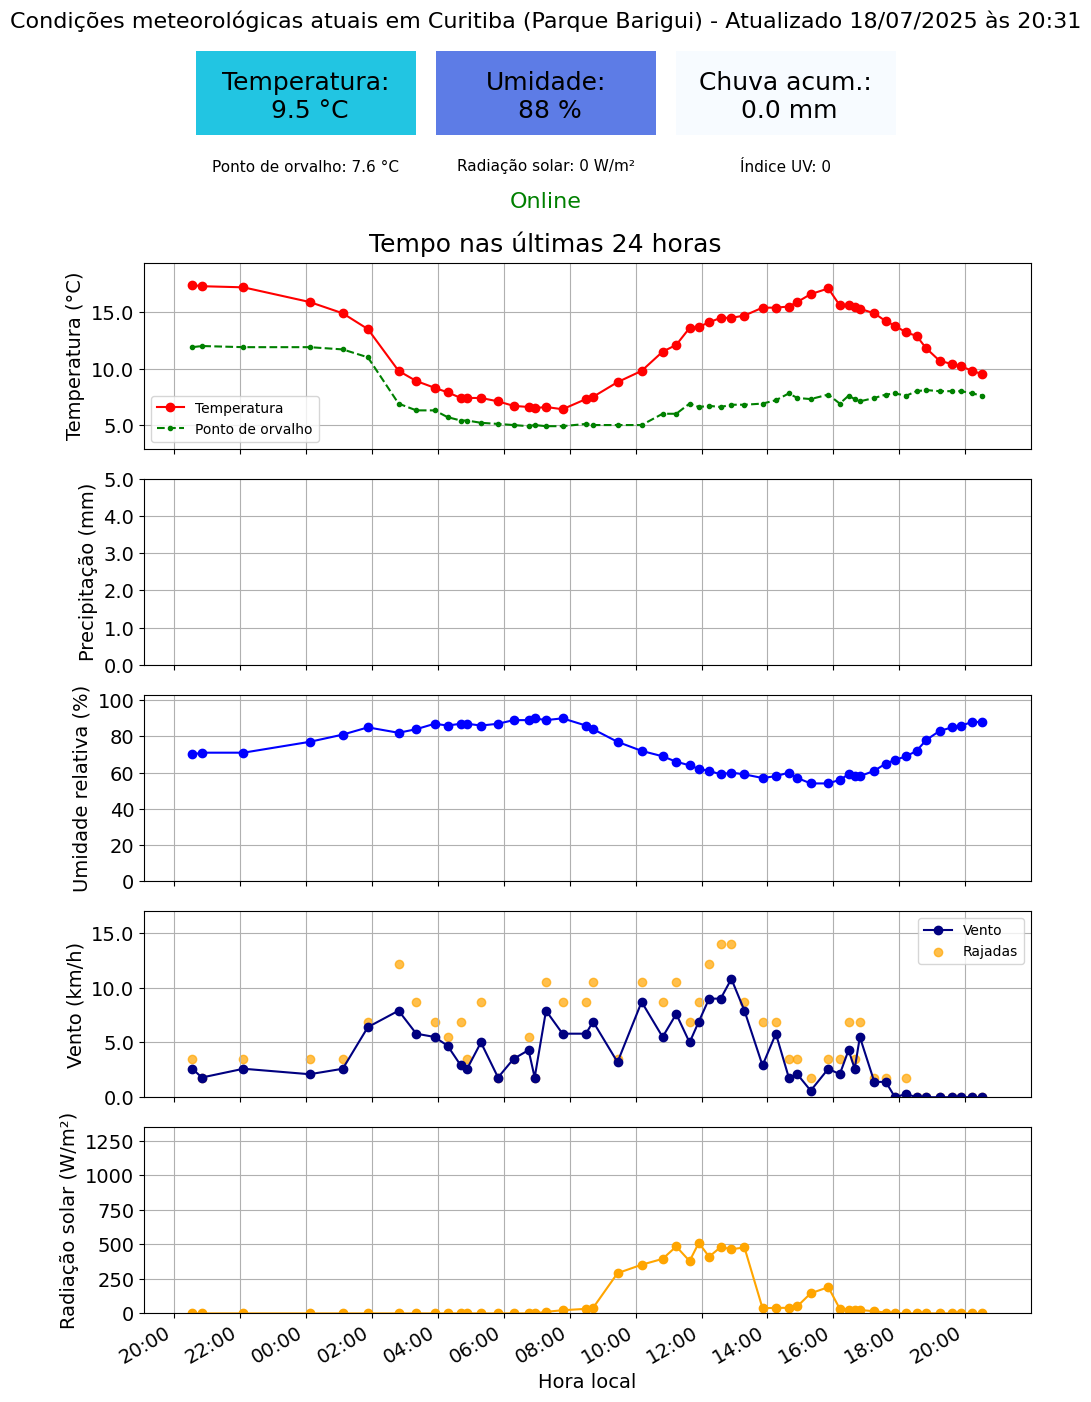 Condições meteorológicas atuais em Curitiba (Parque Barigui) - Atualizado 18/07/2025 às 20:31
Temperatura:
9.5 °C
Umidade:
88 %
Chuva acum.:
0.0 mm
Ponto de orvalho: 7.6 °C
Radiação solar: 0 W/m²
Índice UV: 0
Online
Tempo nas últimas 24 horas
Temperatura (°C)
15.0
10.0
5.0
Temperatura
Ponto de orvalho
Precipitação (mm)
5.0
4.0
3.0
2.0
1.0
0.0
Umidade relativa (%)
100
80
60
40
20
0
Vento (km/h)
15.0
10.0
5.0
0.0
Vento
Rajadas
Radiação solar (W/m²)
1250
1000
750
500
250
0
20:00
22:00
00:00
02:00
04:00
06:00
08:00
10:00
12:00
14:00
16:00
18:00
20:00
Hora local